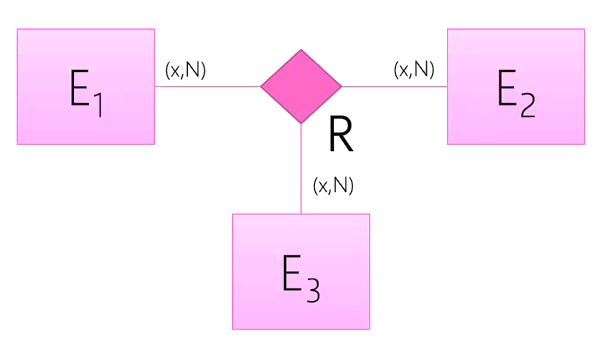 (x,N)
(x,N)
E₁
E₂
R
(x,N)
E₃